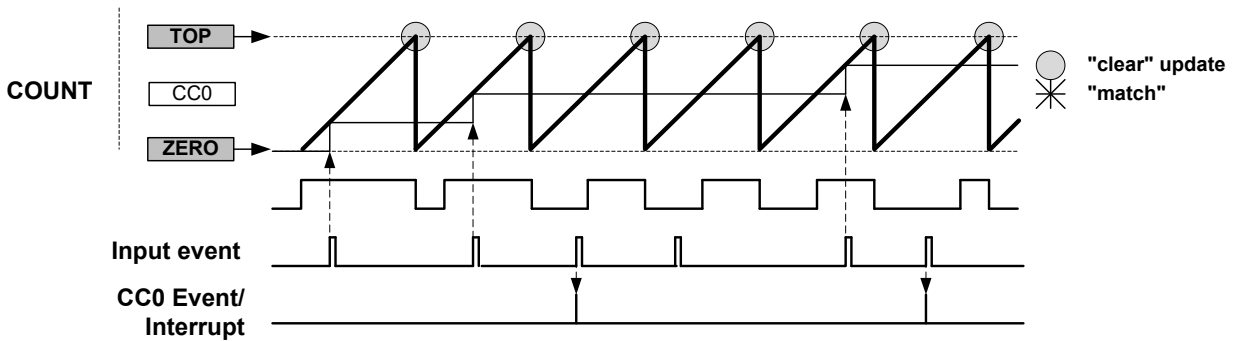 TOP
COUNT
CC0
ZERO
"clear" update
"match"
Input event
CC0 Event/
Interrupt